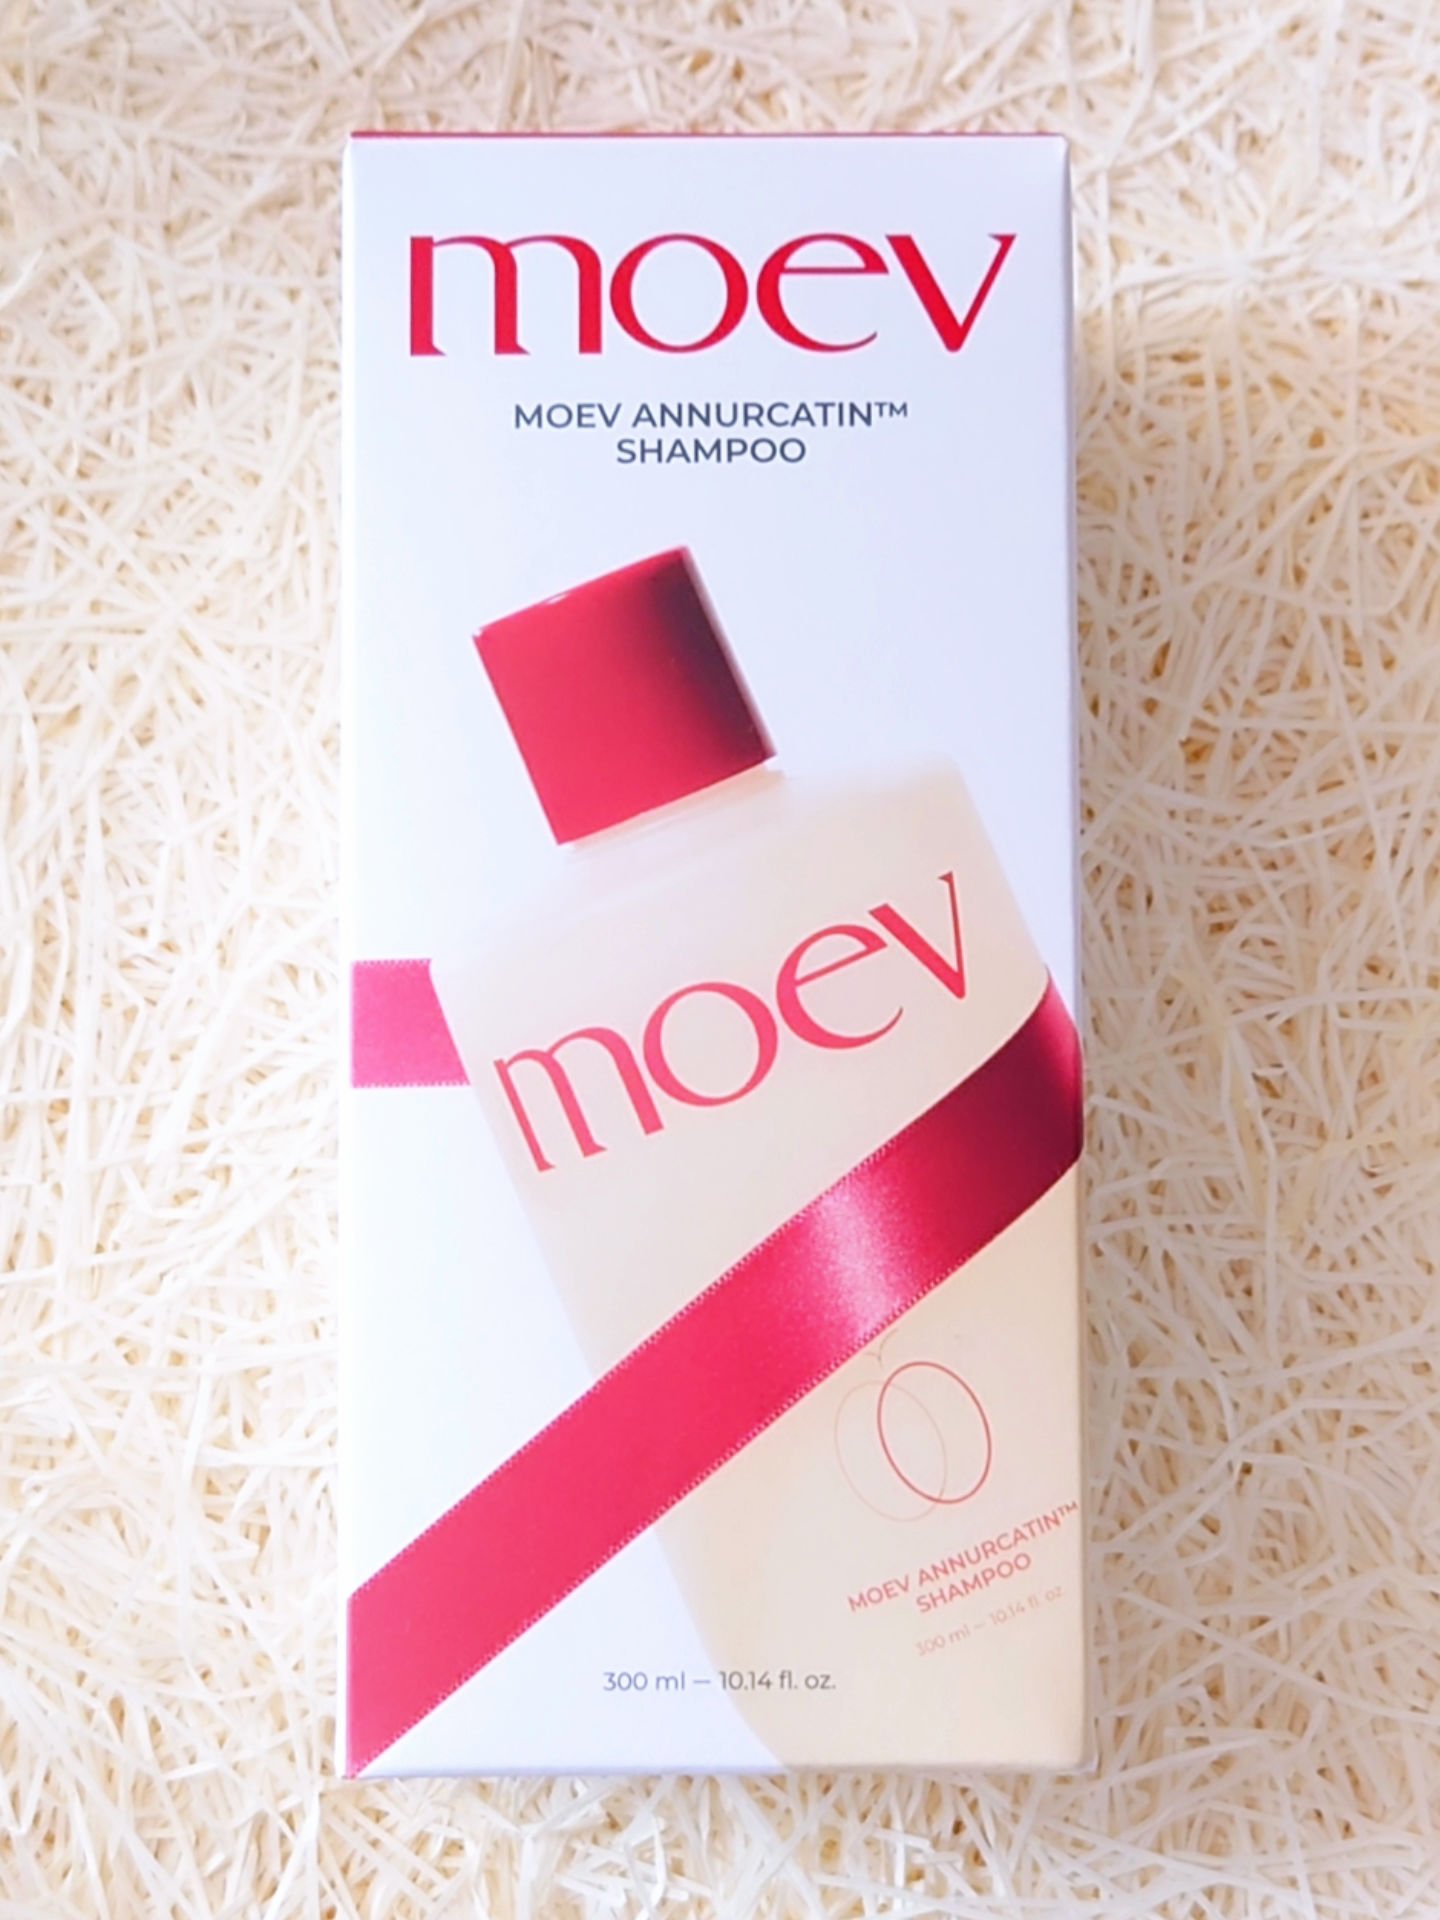 moev
MOEV ANNURCATIN™
SHAMPOO
moev
MOEV ANNURCATIN™
SHAMPOO
300 ml – 10.14 fl. oz.
300 ml – 10.14 fl. oz.